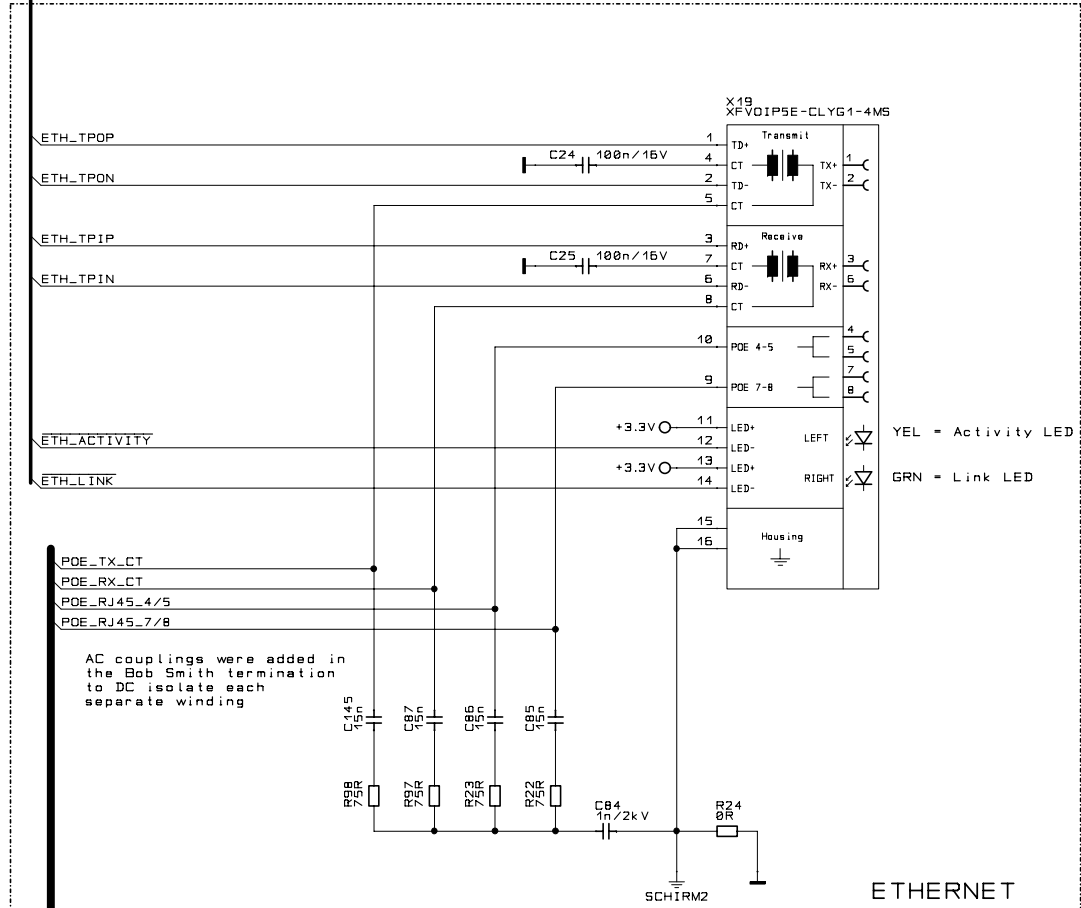 X19
XFVOIP5E-CLYG1-4MS
ETH_TPOP 1 TD+ Transmit
C24 100n/16V 4 CT TX+ 1
ETH_TPON 2 TD- TX- 2
5 CT
ETH_TPIP 3 RD+ Receive
C25 100n/16V 7 CT RX+ 3
ETH_TPIN 6 RD- RX- 6
8 CT
10 POE 4-5 4
5
9 POE 7-8 7
8
+3.3V 11 LED+
ETH_ACTIVITY 12 LED- LEFT YEL = Activity LED
+3.3V 13 LED+
ETH_LINK 14 LED- RIGHT GRN = Link LED
15
16 Housing
POE_TX_CT
POE_RX_CT
POE_RJ45_4/5
POE_RJ45_7/8
AC couplings were added in
the Bob Smith termination
to DC isolate each
separate winding
C145 15n
C87 15n
C86 15n
C85 15n
R98 75R
R97 75R
R23 75R
R22 75R
C84
1n/2kV
R24
0R
SCHIRM2
ETHERNET